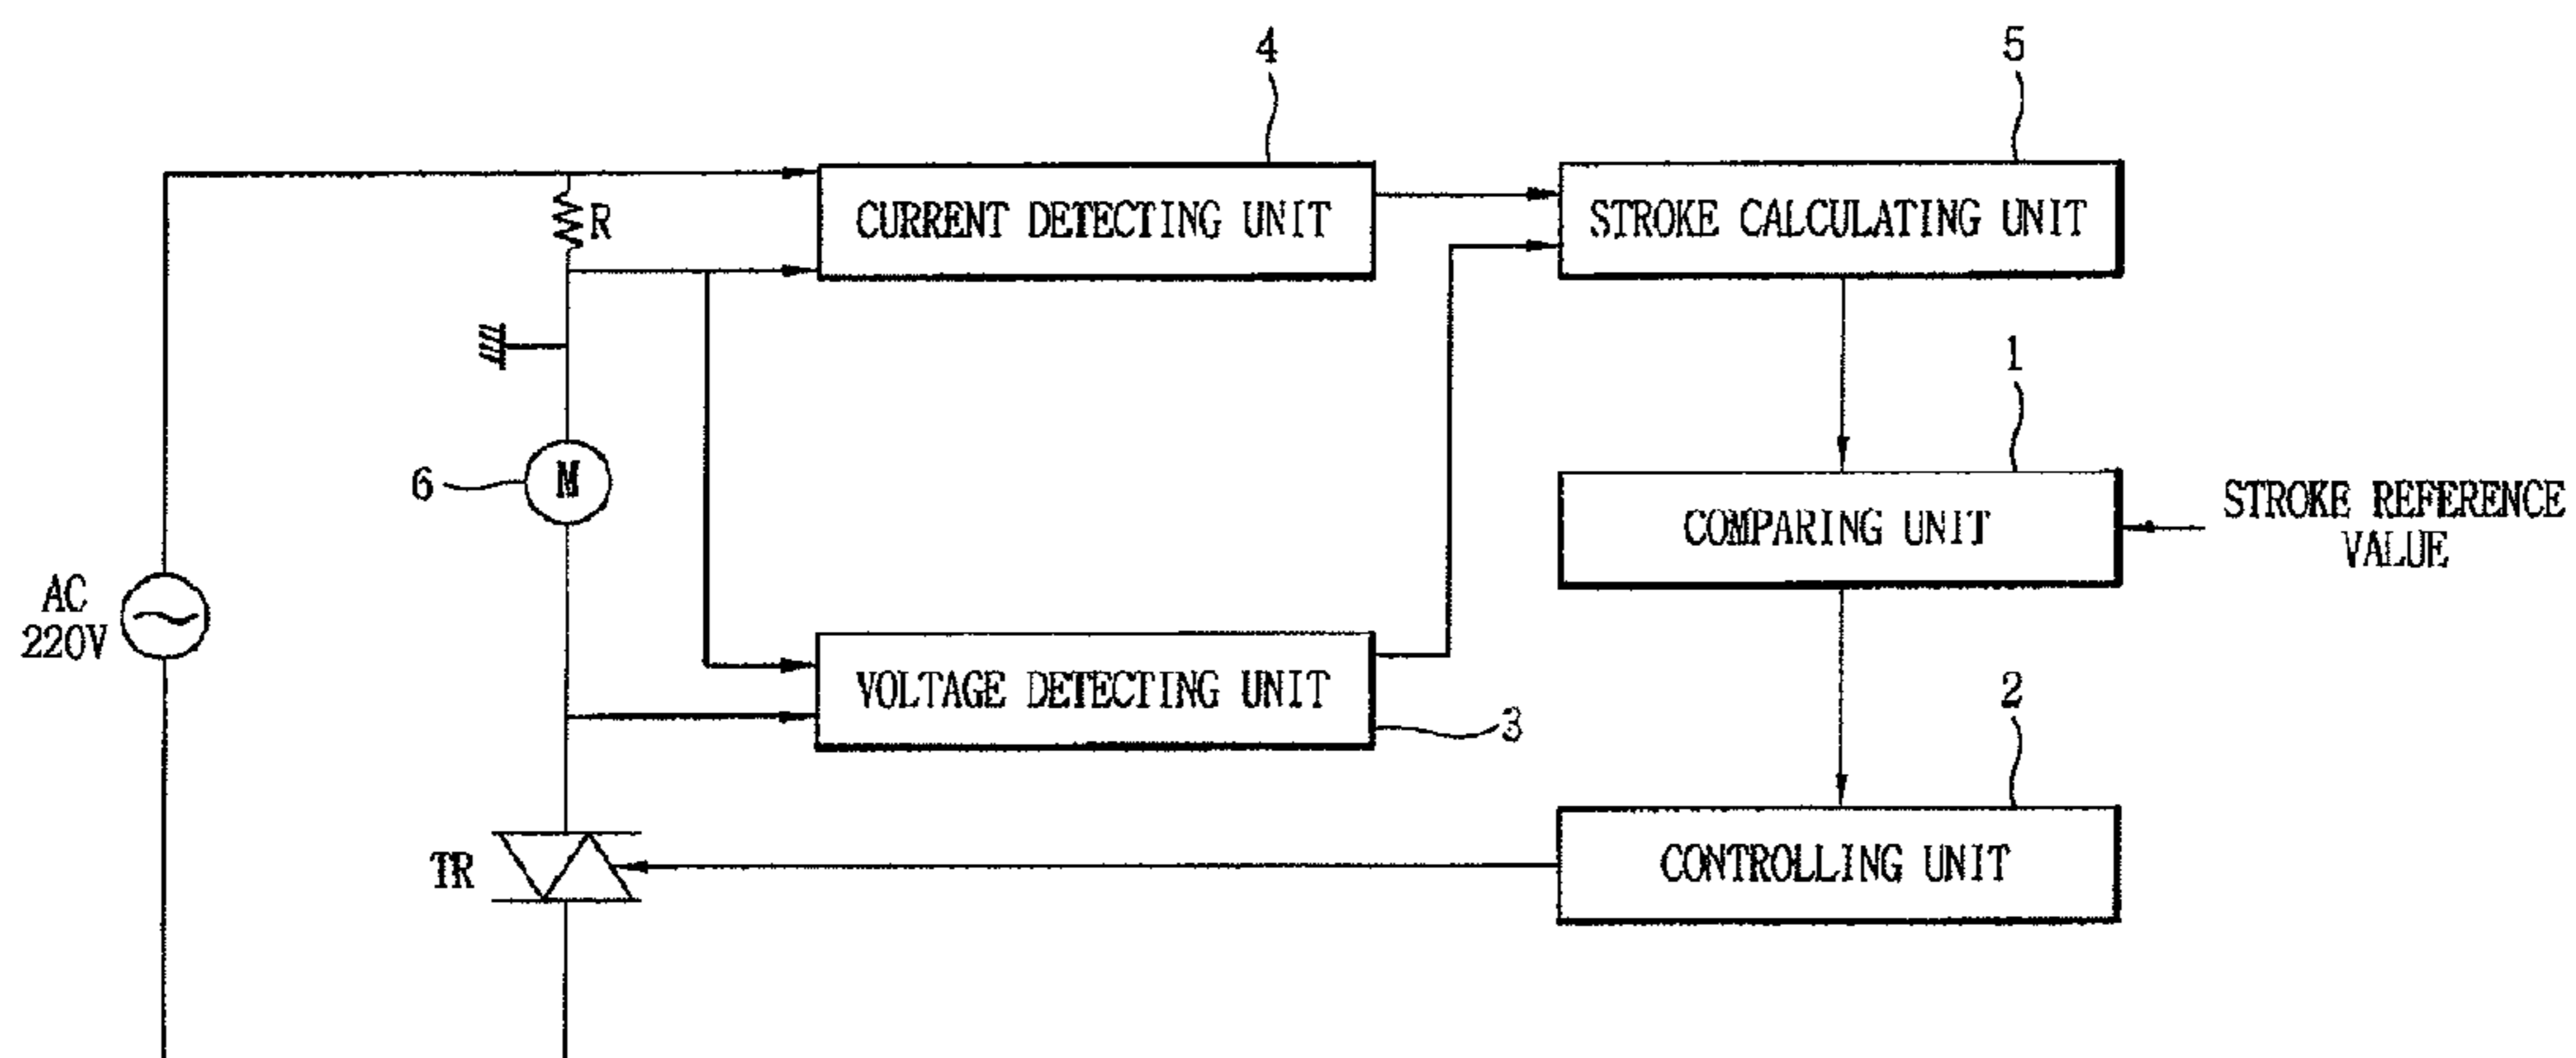 4
5
R
CURRENT DETECTING UNIT
STROKE CALCULATING UNIT
1
6
M
COMPARING UNIT
STROKE REFERENCE
VALUE
AC
220V
VOLTAGE DETECTING UNIT
3
2
TR
CONTROLLING UNIT